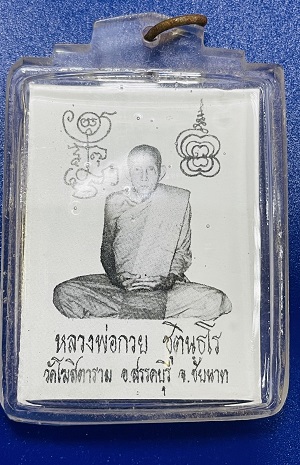 หลวงพ่อกวย ชุตินฺธโร
วัดโฆสิตาราม อ.สรรคบุรี จ.ชัยนาท